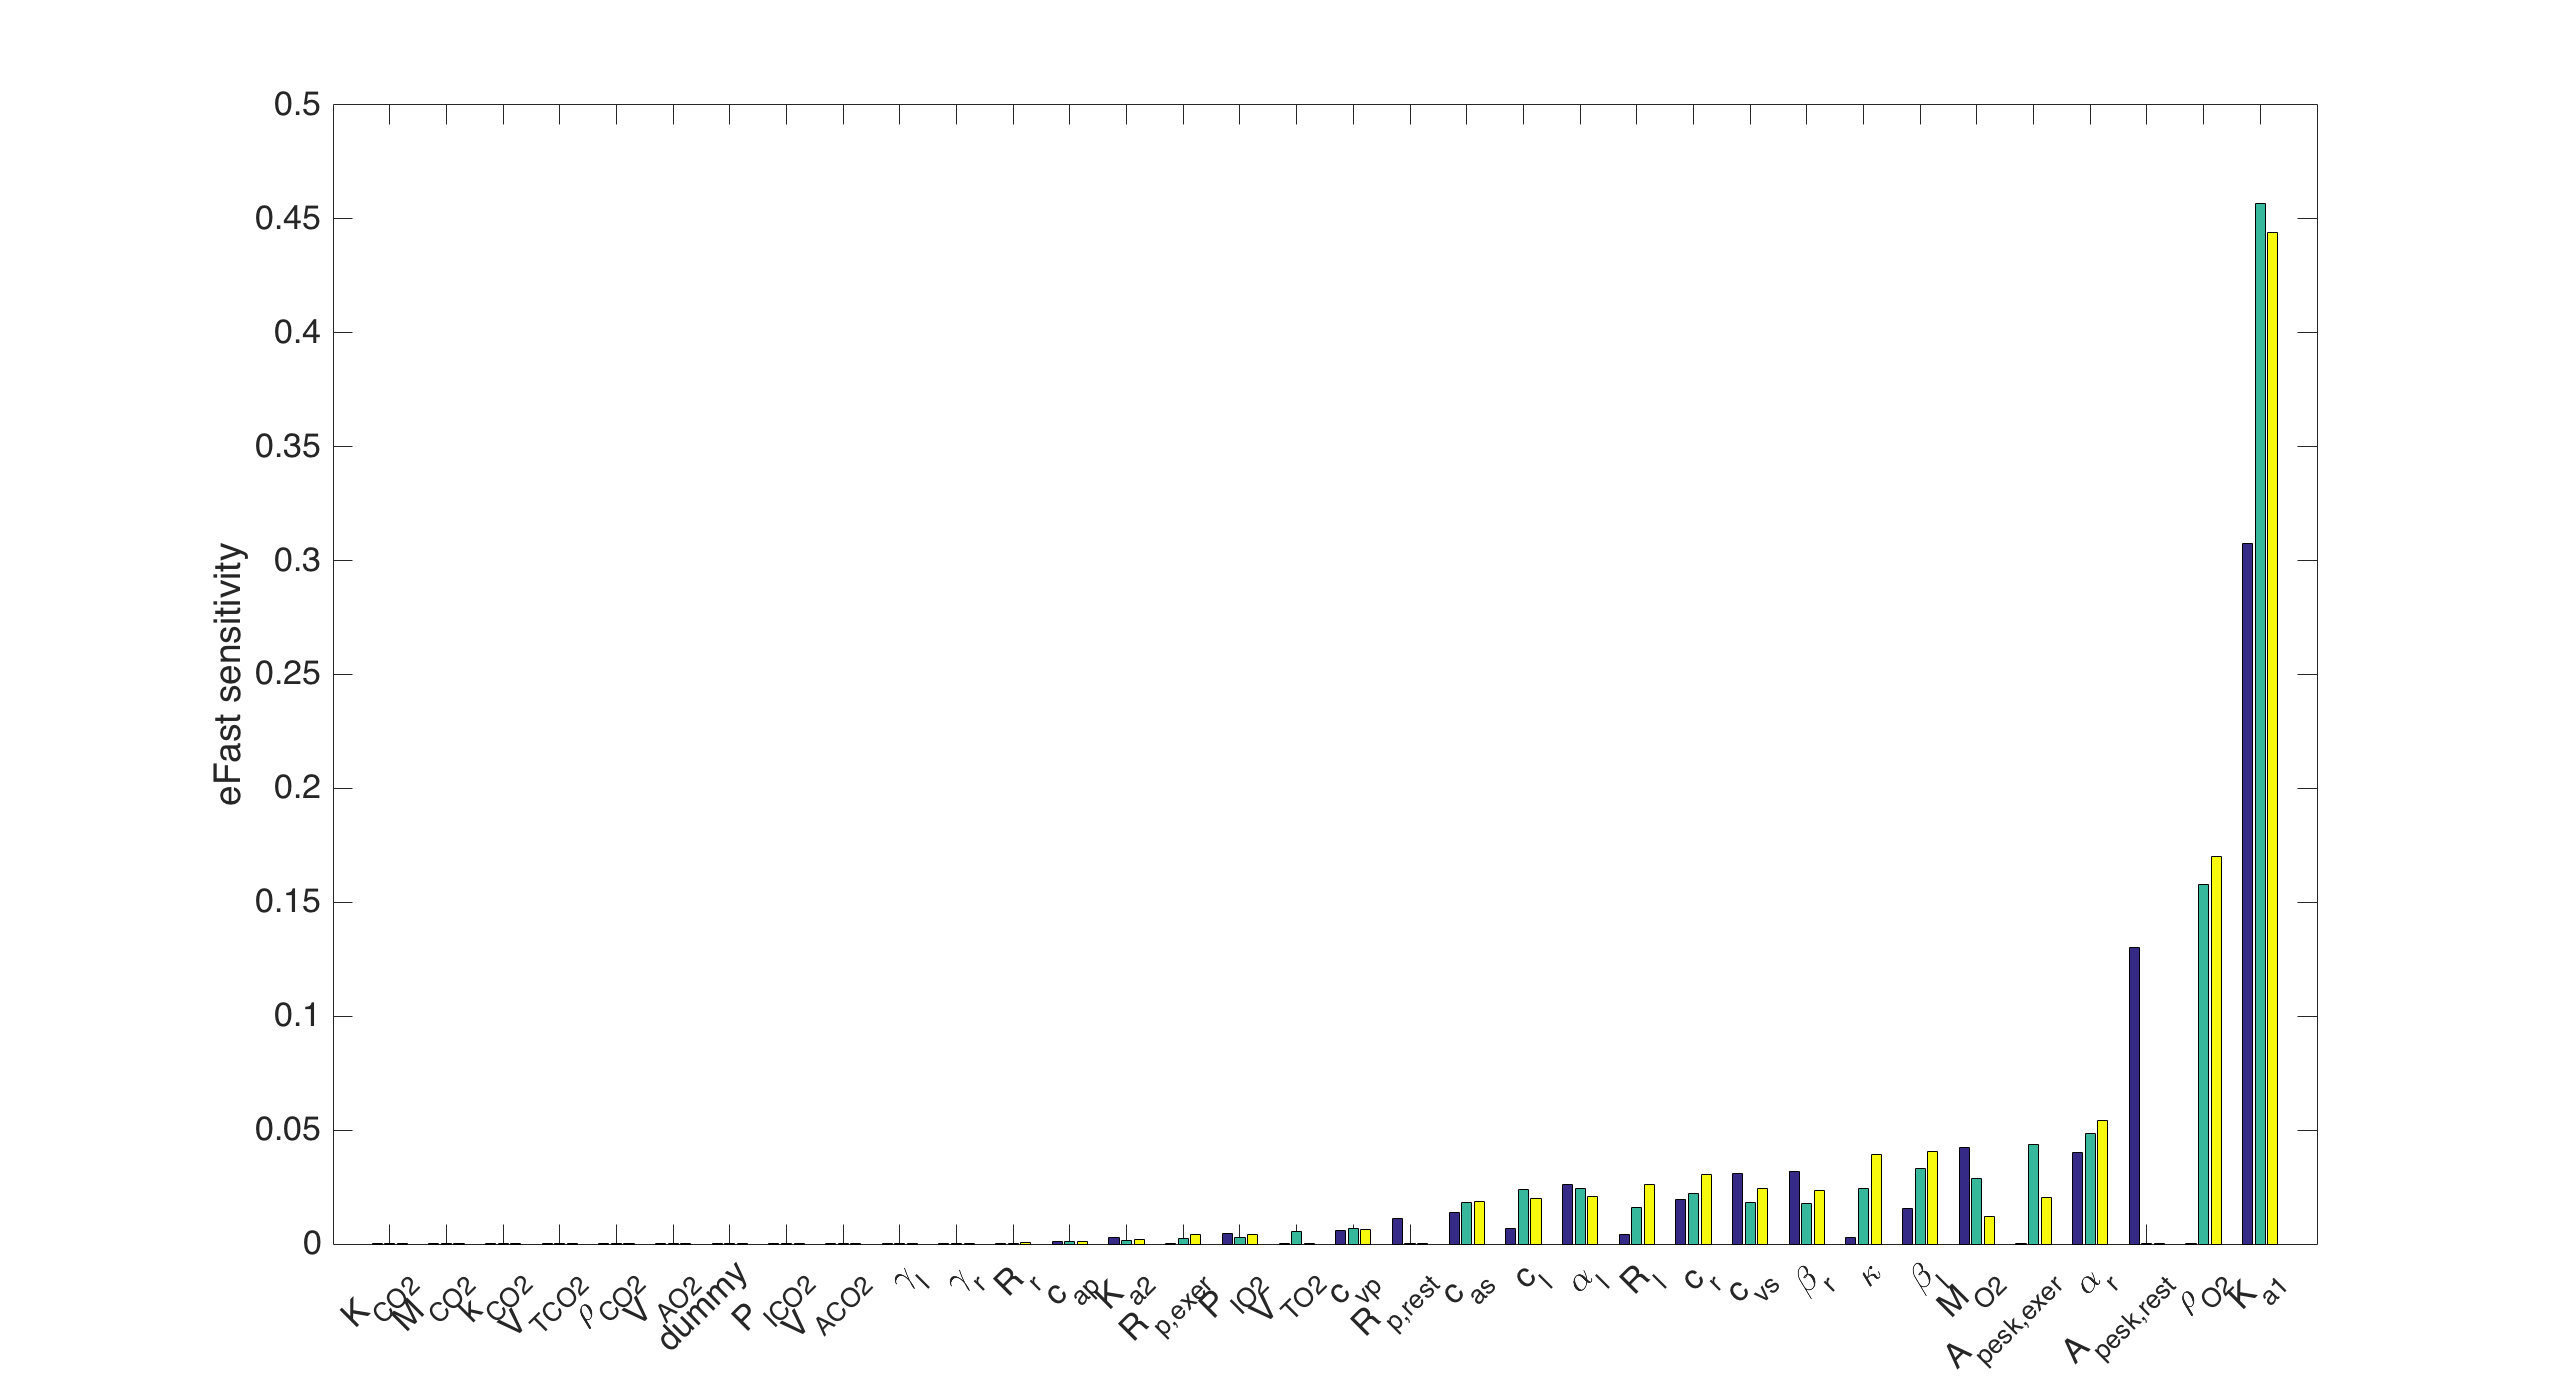 0.5
0.45
0.4
0.35
0.3
0.25
0.2
0.15
0.1
0.05
0
eFast sensitivity
K CO2
M CO2
k CO2
V TCO2
ρ CO2
V AO2
dummy
P ICO2
V ACO2
γ l
γ r
R r
c ap
K a2
R p,exer
P IO2
V TO2
c vp
R p,rest
c as
c l
α l
R l
c r
c vs
β r
κ
β l
M O2
A pesk,exer
α r
A pesk,rest
ρ O2
K a1